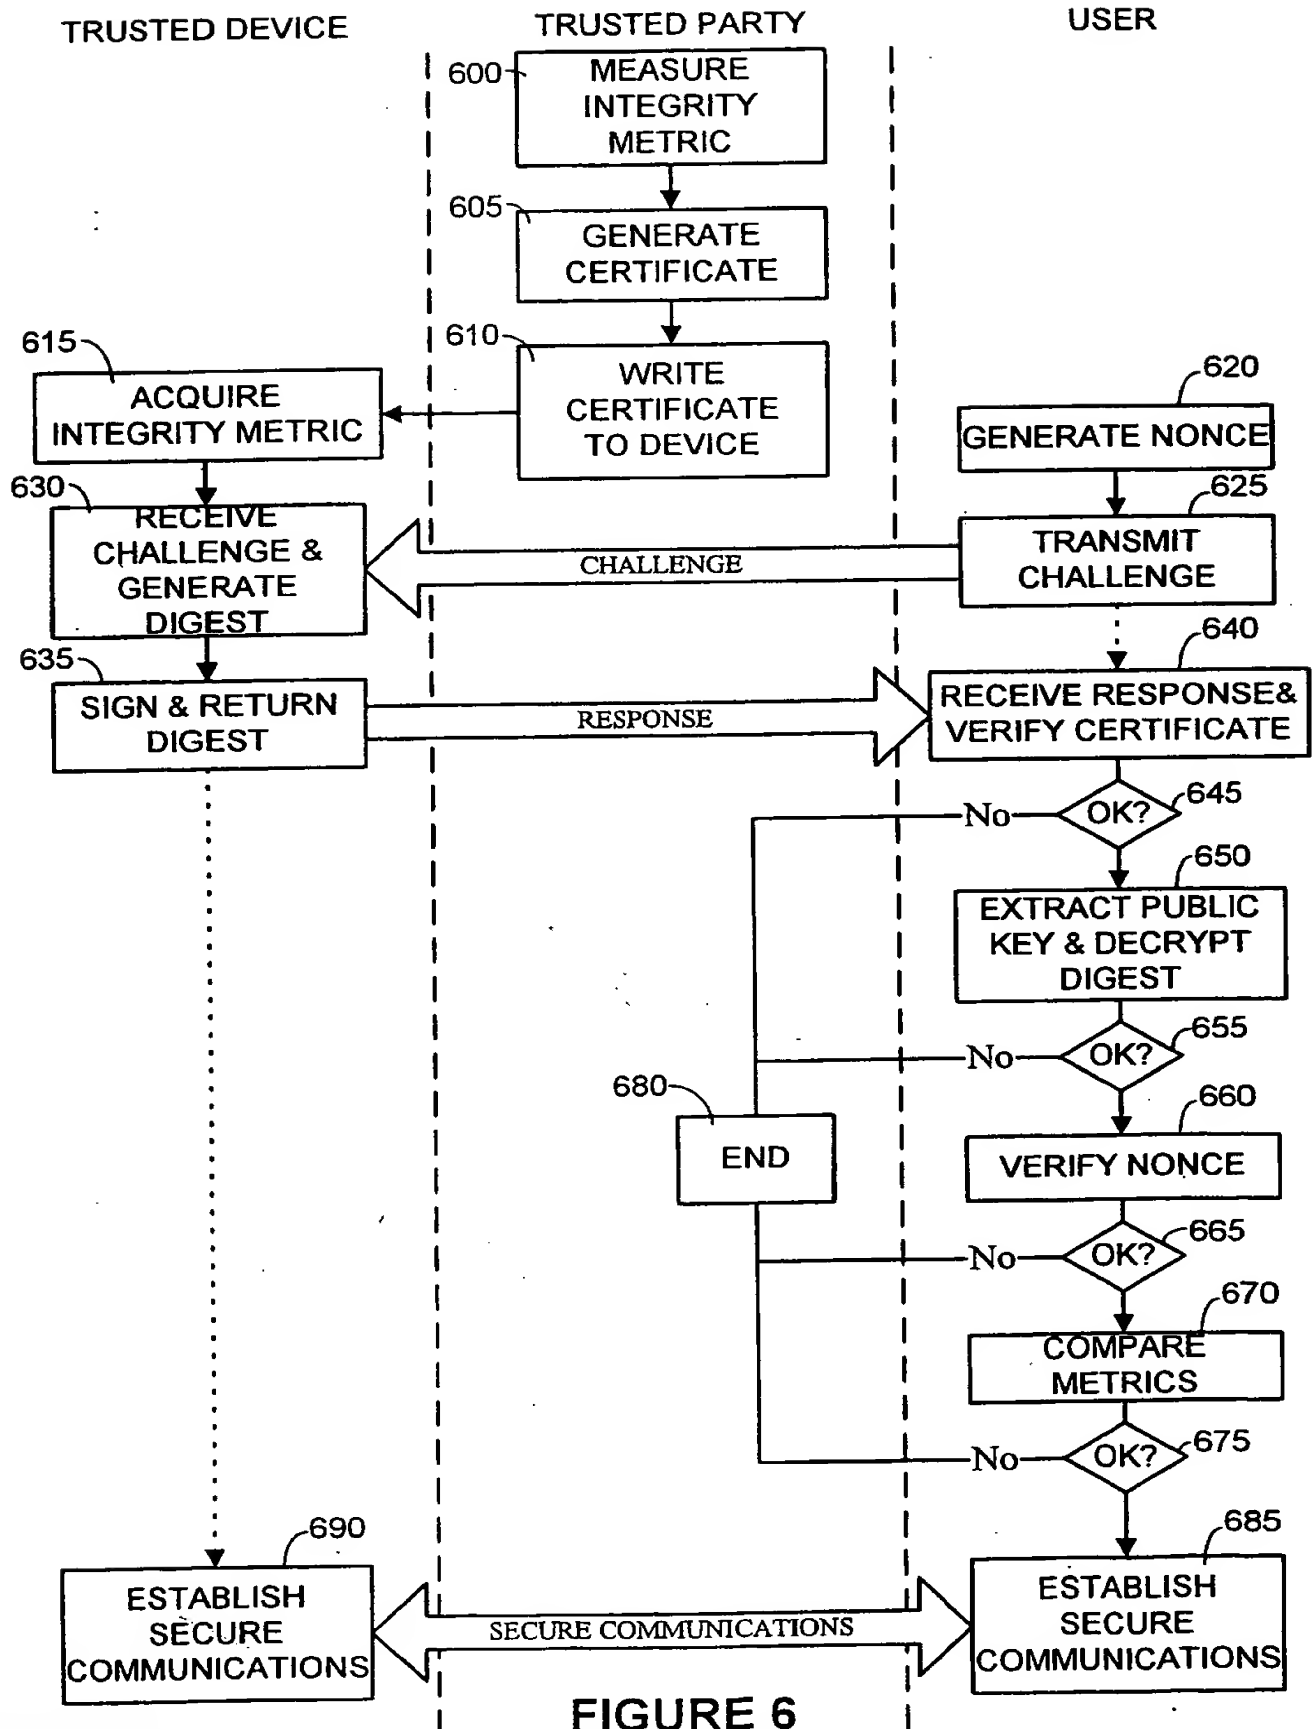 TRUSTED DEVICE
TRUSTED PARTY
USER
600
MEASURE
INTEGRITY
METRIC
605
GENERATE
CERTIFICATE
610
WRITE
CERTIFICATE
TO DEVICE
615
ACQUIRE
INTEGRITY METRIC
620
GENERATE NONCE
625
TRANSMIT
CHALLENGE
CHALLENGE
630
RECEIVE
CHALLENGE &
GENERATE
DIGEST
635
SIGN & RETURN
DIGEST
RESPONSE
640
RECEIVE RESPONSE&
VERIFY CERTIFICATE
645
OK?
No
650
EXTRACT PUBLIC
KEY & DECRYPT
DIGEST
655
OK?
No
680
END
660
VERIFY NONCE
665
OK?
No
670
COMPARE
METRICS
675
OK?
No
690
ESTABLISH
SECURE
COMMUNICATIONS
SECURE COMMUNICATIONS
685
ESTABLISH
SECURE
COMMUNICATIONS
FIGURE 6